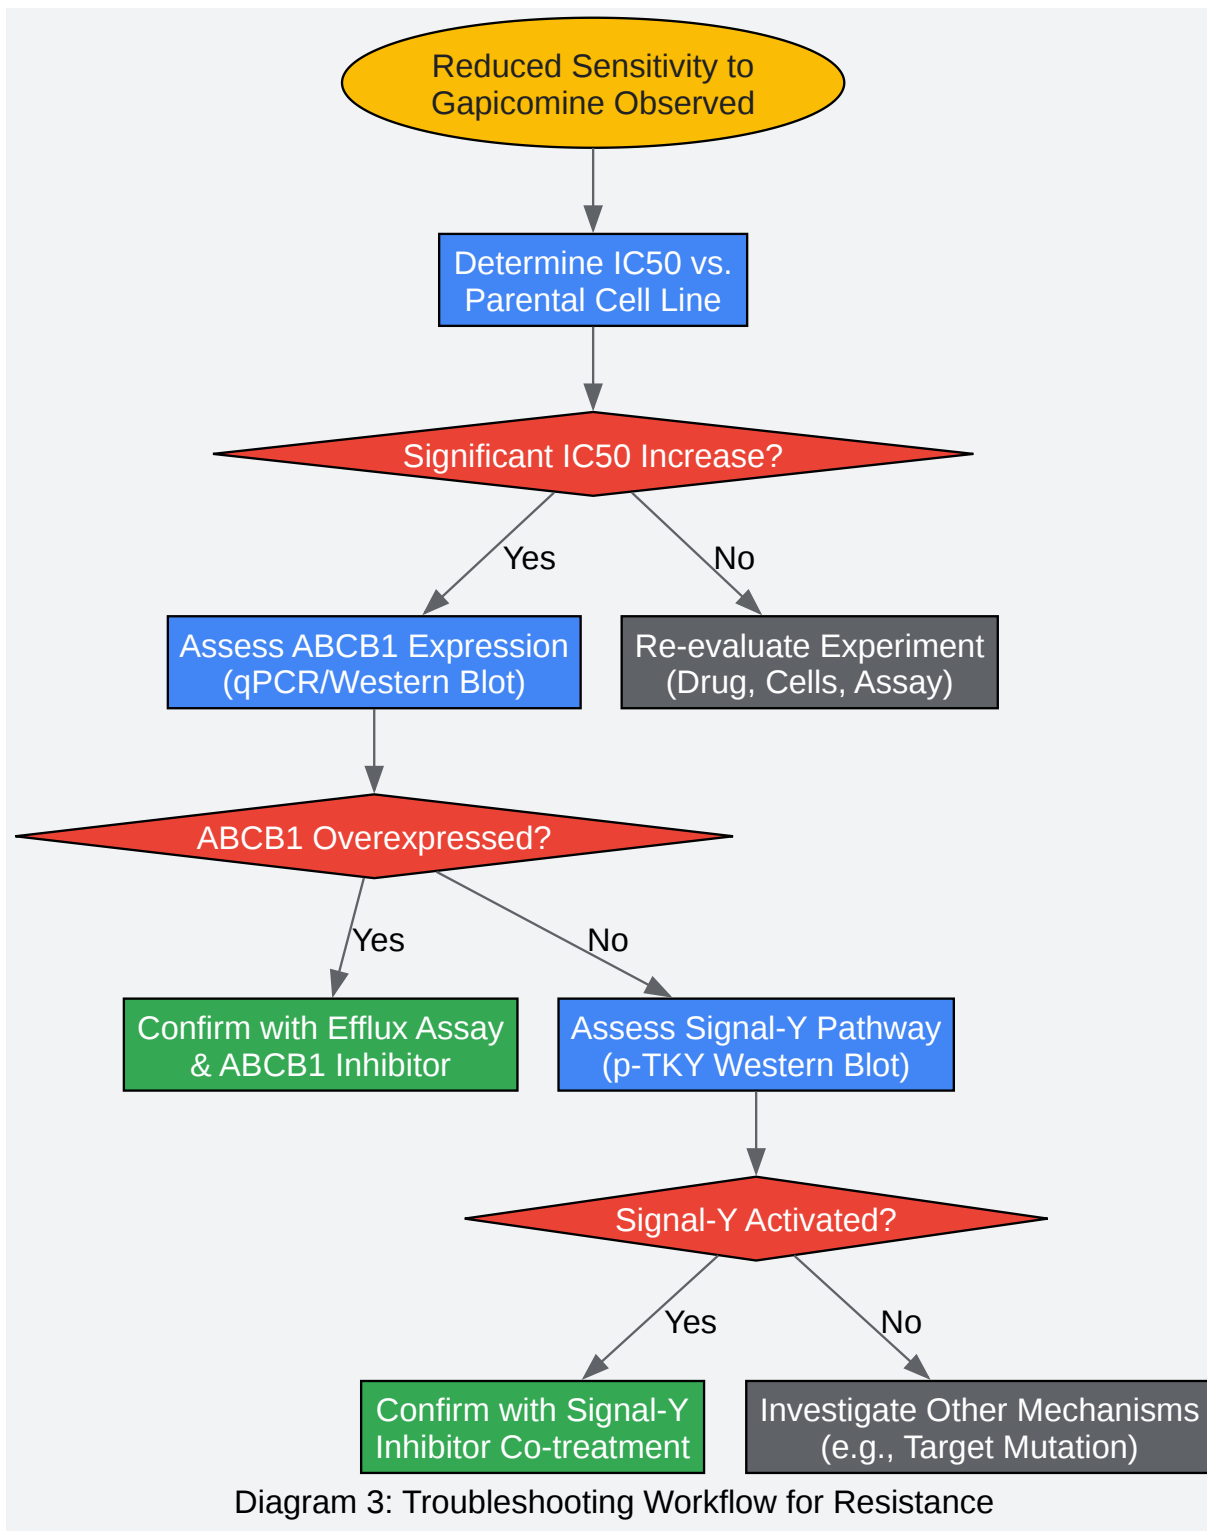 Reduced Sensitivity to
Gapicomine Observed
Determine IC50 vs.
Parental Cell Line
Significant IC50 Increase?
Yes
No
Assess ABCB1 Expression
(qPCR/Western Blot)
Re-evaluate Experiment
(Drug, Cells, Assay)
ABCB1 Overexpressed?
Yes
No
Confirm with Efflux Assay
& ABCB1 Inhibitor
Assess Signal-Y Pathway
(p-TKY Western Blot)
Signal-Y Activated?
Yes
No
Confirm with Signal-Y
Inhibitor Co-treatment
Investigate Other Mechanisms
(e.g., Target Mutation)
Diagram 3: Troubleshooting Workflow for Resistance